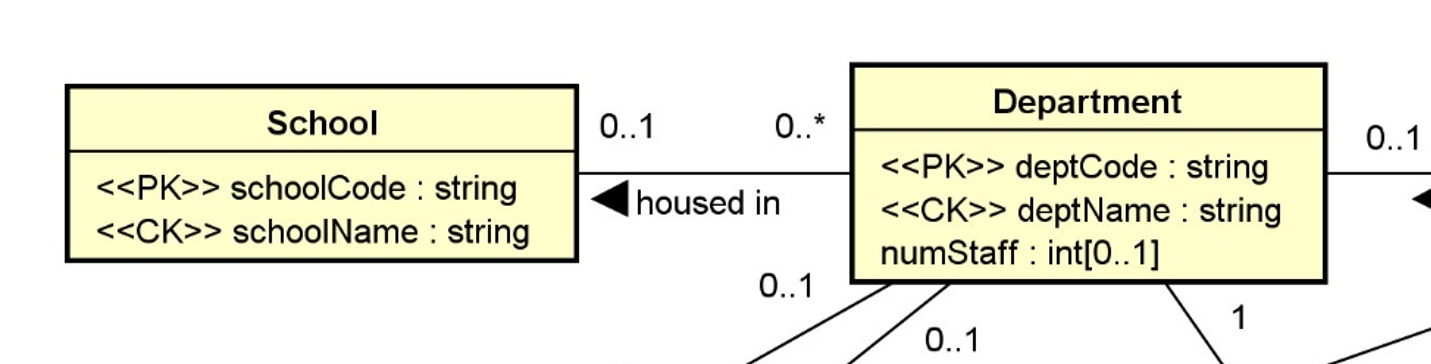 School
<<PK>> schoolCode : string
<<CK>> schoolName : string
0..1
0..*
housed in
Department
<<PK>> deptCode : string
<<CK>> deptName : string
numStaff : int[0..1]
0..1
0..1
0..1
1